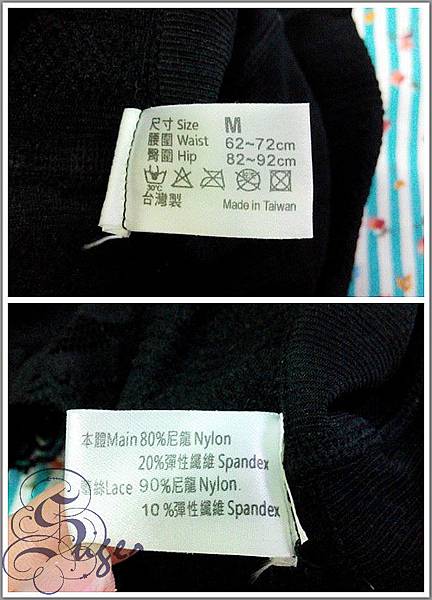 尺寸 Size M
腰圍 Waist 62~72cm
臀圍 Hip 82~92cm
30°C
台灣製 Made in Taiwan
本體Main 80%尼龍 Nylon
20%彈性纖維 Spandex
蕾絲Lace 90%尼龍 Nylon.
10%彈性纖維 Spandex